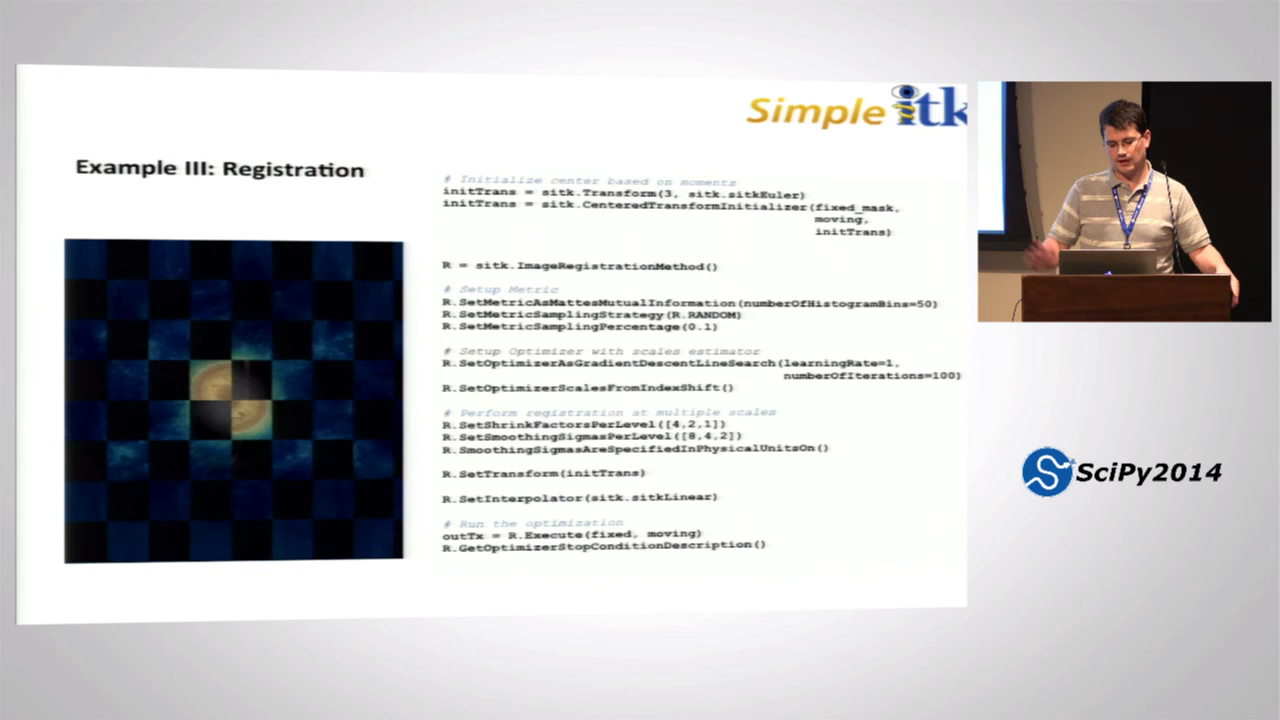 Simple itk
Example III: Registration
# Initialize center based on moments
initTrans = sitk.Transform(3, sitk.sitkEuler)
initTrans = sitk.CenteredTransformInitializer(fixed_mask,
moving,
initTrans)
R = sitk.ImageRegistrationMethod()
# Setup Metric
R.SetMetricAsMattesMutualInformation(numberOfHistogramBins=50)
R.SetMetricSamplingStrategy(R.RANDOM)
R.SetMetricSamplingPercentage(0.1)
# Setup Optimizer with scales estimator
R.SetOptimizerAsGradientDescentLineSearch(learningRate=1,
numberOfIterations=100)
R.SetOptimizerScalesFromIndexShift()
# Perform registration at multiple scales
R.SetShrinkFactorsPerLevel([4,2,1])
R.SetSmoothingSigmasPerLevel([8,4,2])
R.SmoothingSigmasAreSpecifiedInPhysicalUnitsOn()
R.SetTransform(initTrans)
R.SetInterpolator(sitk.sitkLinear)
# Run the optimization
outTx = R.Execute(fixed, moving)
R.GetOptimizerStopConditionDescription()
SciPy2014